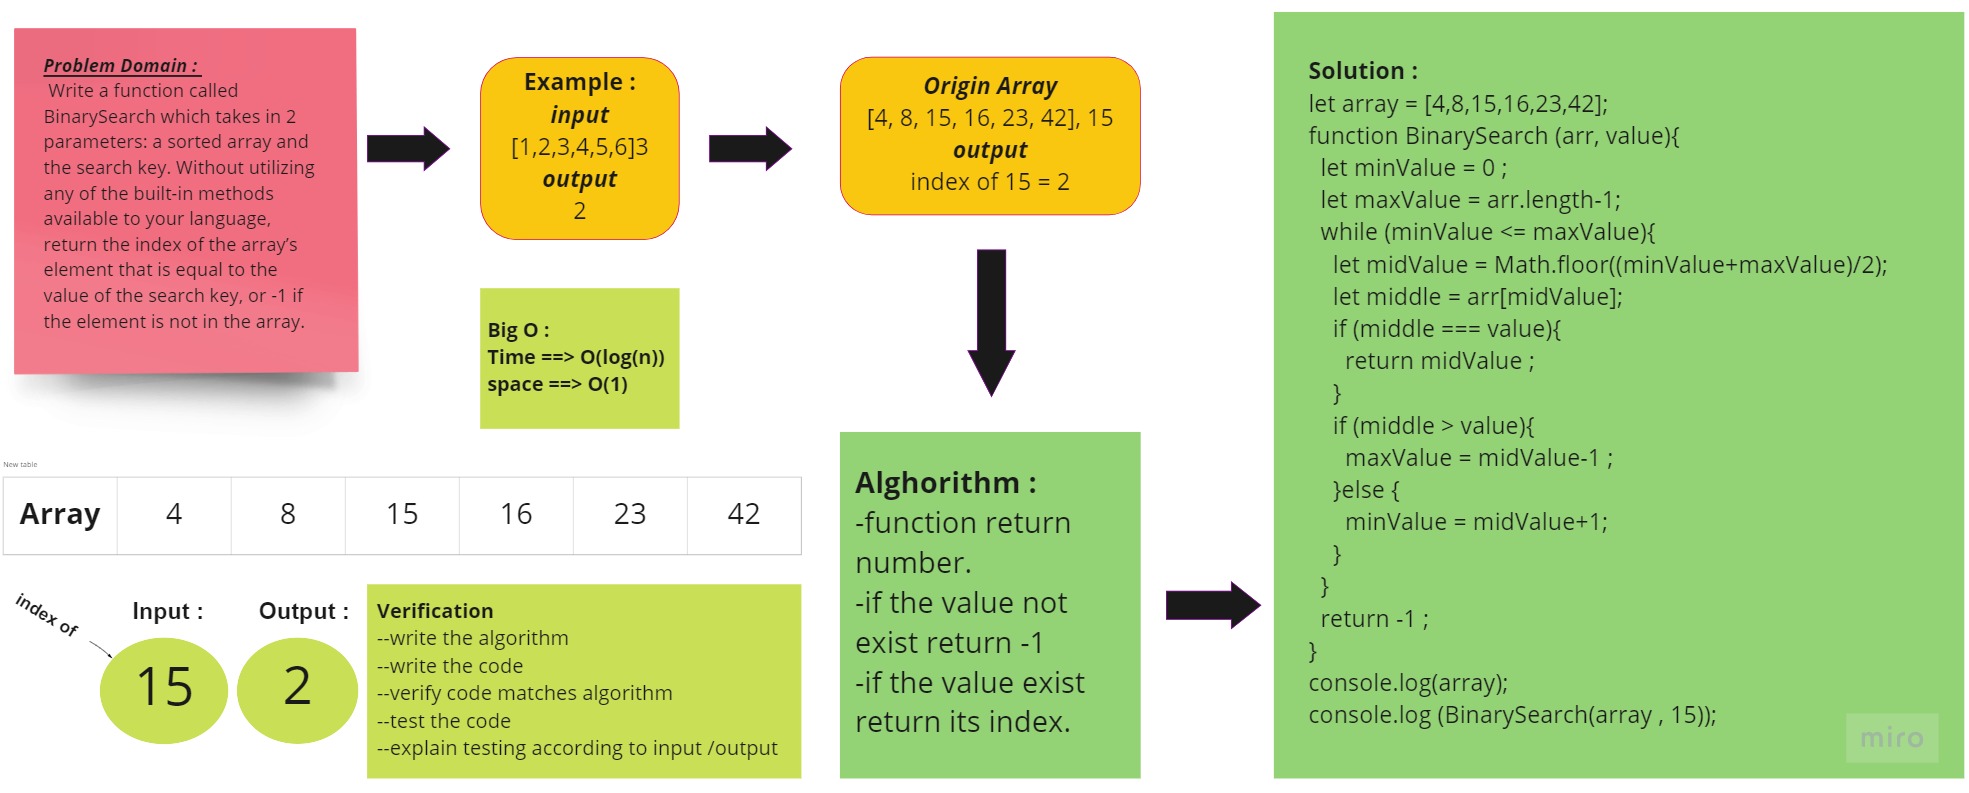 Problem Domain :
Write a function called
BinarySearch which takes in 2
parameters: a sorted array and
the search key. Without utilizing
any of the built-in methods
available to your language,
return the index of the array’s
element that is equal to the
value of the search key, or -1 if
the element is not in the array.
Example :
input
[1,2,3,4,5,6]3
output
2
Origin Array
[4, 8, 15, 16, 23, 42], 15
output
index of 15 = 2
Big O :
Time ==> O(log(n))
space ==> O(1)
New table
Array 4 8 15 16 23 42
index of
Input : Output :
15 2
Verification
--write the algorithm
--write the code
--verify code matches algorithm
--test the code
--explain testing according to input /output
Alghorithm :
-function return
number.
-if the value not
exist return -1
-if the value exist
return its index.
Solution :
let array = [4,8,15,16,23,42];
function BinarySearch (arr, value){
let minValue = 0 ;
let maxValue = arr.length-1;
while (minValue <= maxValue){
let midValue = Math.floor((minValue+maxValue)/2);
let middle = arr[midValue];
if (middle === value){
return midValue ;
}
if (middle > value){
maxValue = midValue-1 ;
}else {
minValue = midValue+1;
}
}
return -1 ;
}
console.log(array);
console.log (BinarySearch(array , 15));
miro